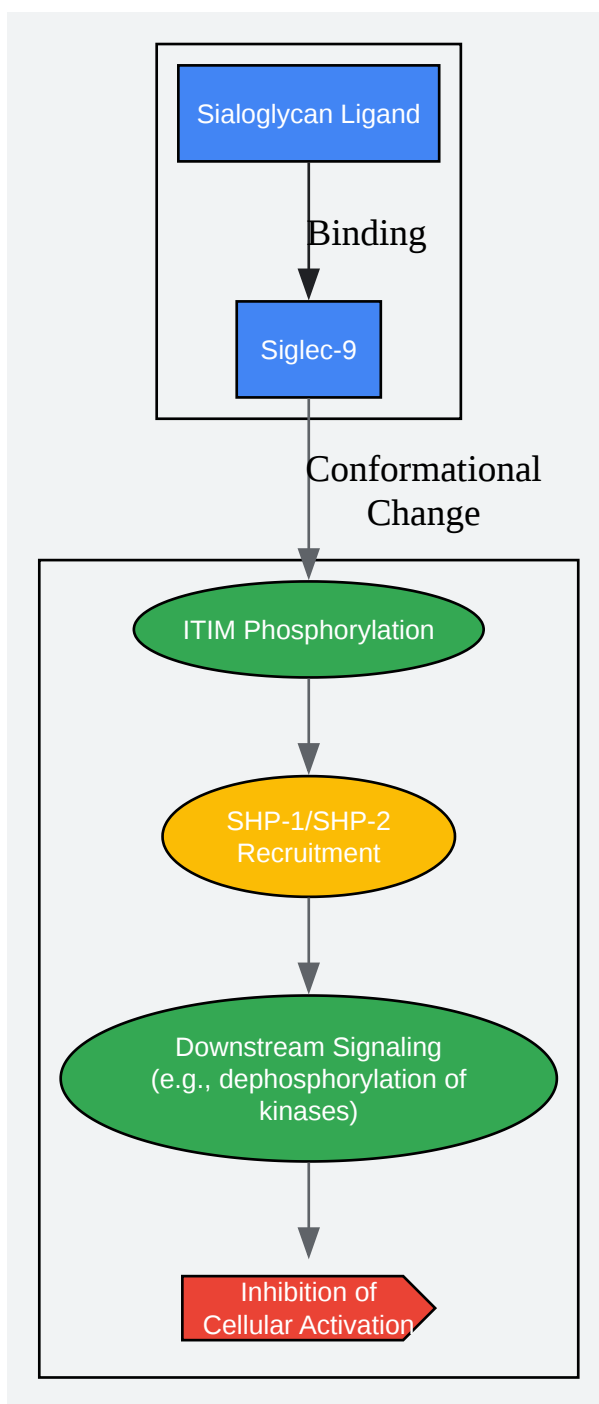 Sialoglycan Ligand
Binding
Siglec-9
Conformational
Change
ITIM Phosphorylation
SHP-1/SHP-2
Recruitment
Downstream Signaling
(e.g., dephosphorylation of
kinases)
Inhibition of
Cellular Activation